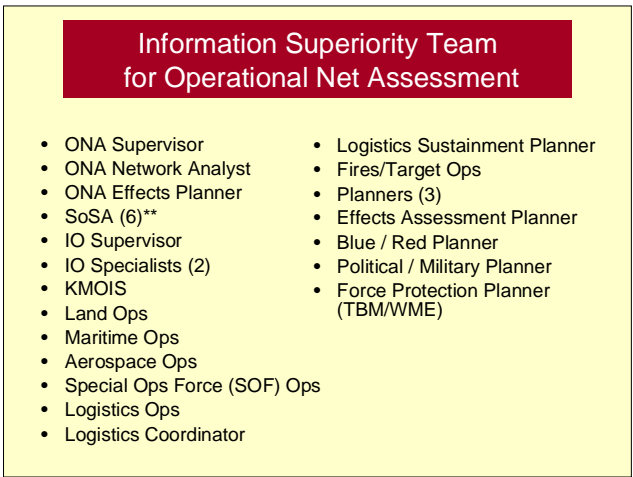 Information Superiority Team
for Operational Net Assessment
• ONA Supervisor
• ONA Network Analyst
• ONA Effects Planner
• SoSA (6)**
• IO Supervisor
• IO Specialists (2)
• KMOIS
• Land Ops
• Maritime Ops
• Aerospace Ops
• Special Ops Force (SOF) Ops
• Logistics Ops
• Logistics Coordinator
• Logistics Sustainment Planner
• Fires/Target Ops
• Planners (3)
• Effects Assessment Planner
• Blue / Red Planner
• Political / Military Planner
• Force Protection Planner
(TBM/WME)